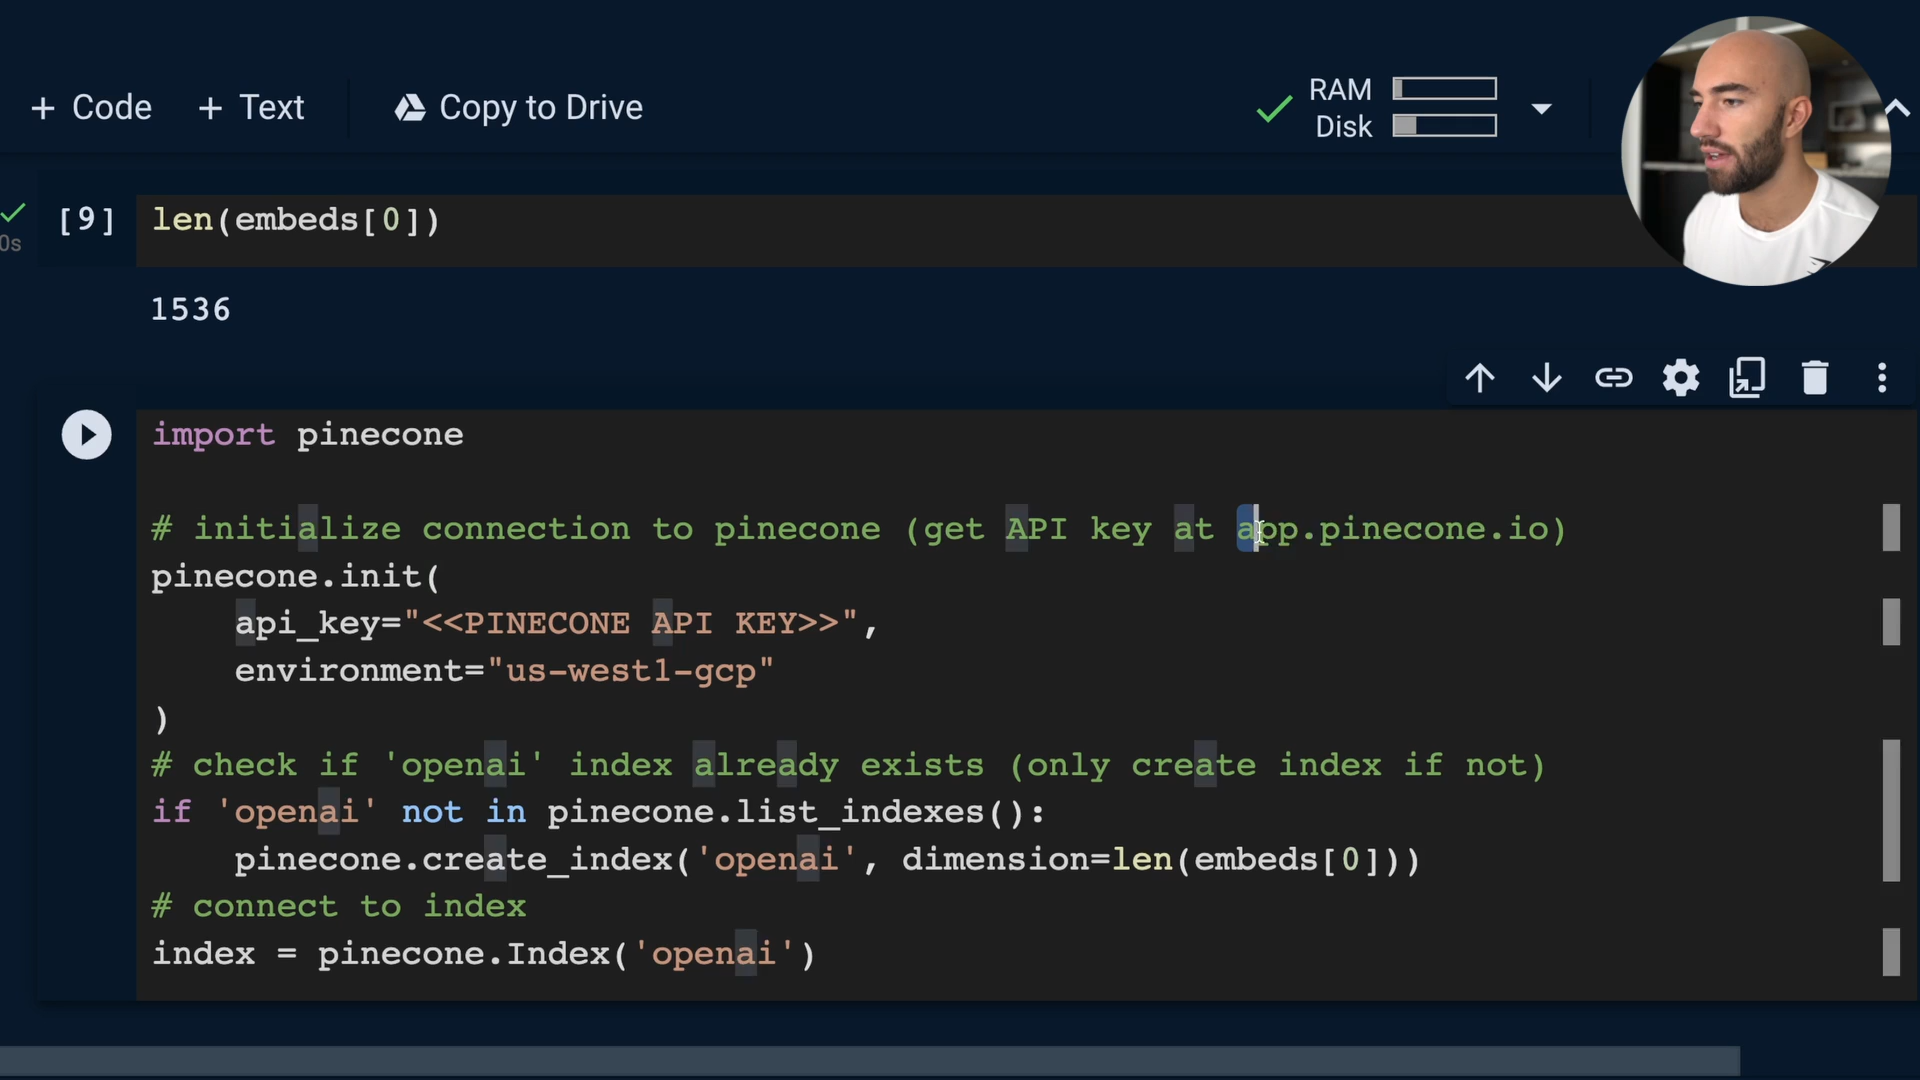 + Code + Text Copy to Drive RAM
Disk
[9] len(embeds[0])
0s
1536
import pinecone
# initialize connection to pinecone (get API key at app.pinecone.io)
pinecone.init(
    api_key="<<PINECONE API KEY>>",
    environment="us-west1-gcp"
)
# check if 'openai' index already exists (only create index if not)
if 'openai' not in pinecone.list_indexes():
    pinecone.create_index('openai', dimension=len(embeds[0]))
# connect to index
index = pinecone.Index('openai')